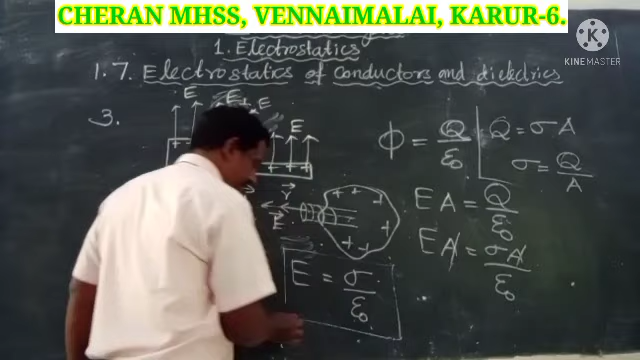 CHERAN MHSS, VENNAIMALAI, KARUR-6.
KINEMASTER
1. Electrostatics
1.7. Electrostatics of conductors and dielectrics
3.
E E E E E
+ +
ϕ = Q/ε₀
Q = σA
σ = Q/A
r⃗
E⃗
+ + + + + + +
EA = Q/ε₀
EA = σA/ε₀
E = σ/ε₀